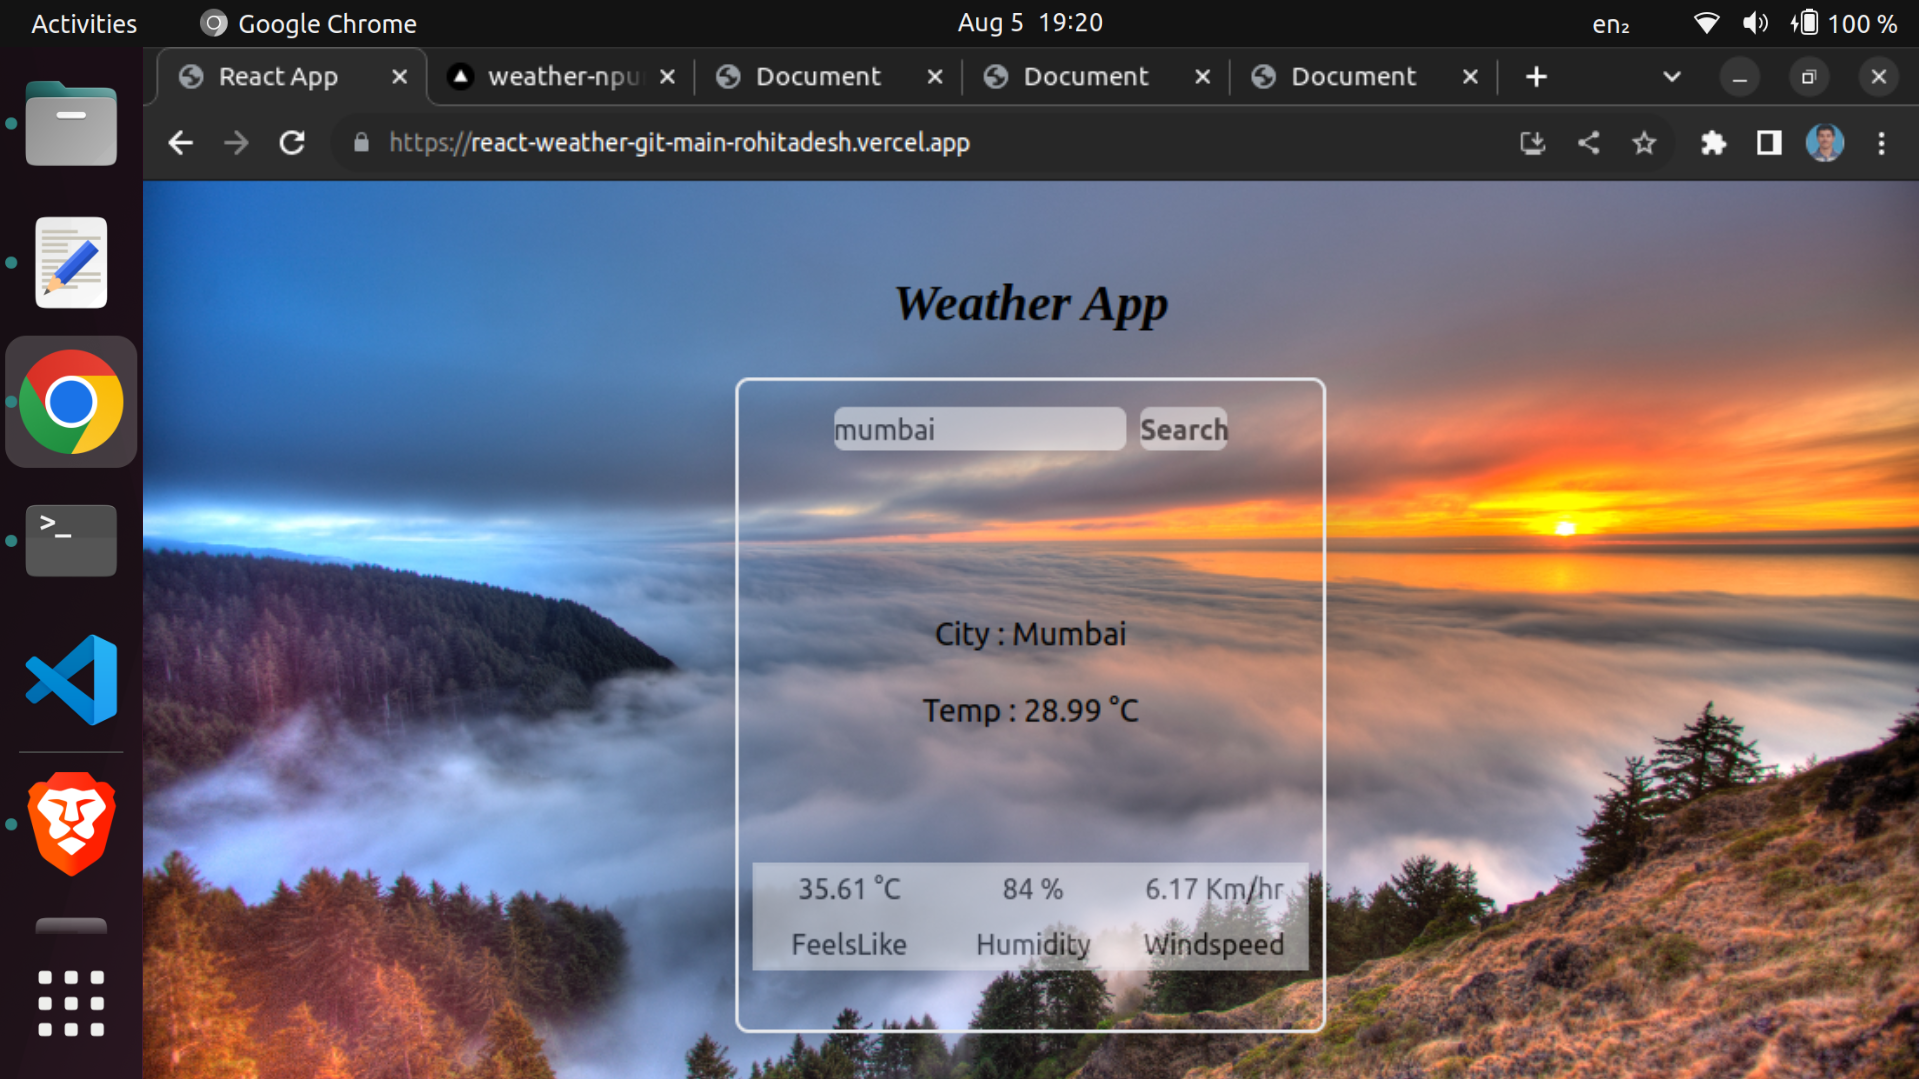 Activities Google Chrome Aug 5 19:20 en₂ 100 %
React App weather-npu Document Document Document
https://react-weather-git-main-rohitadesh.vercel.app
>_
Weather App
mumbai Search
City : Mumbai
Temp : 28.99 °C
35.61 °C 84 % 6.17 Km/hr
FeelsLike Humidity Windspeed